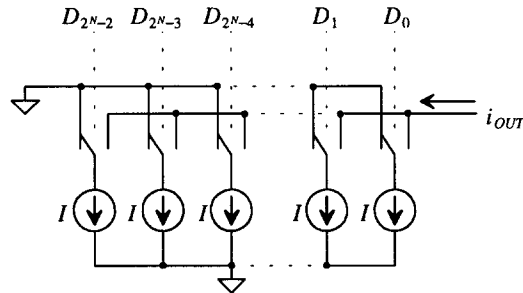 D_{2^N-2} D_{2^N-3} D_{2^N-4} D_1 D_0
i_{OUT}
I I I I I